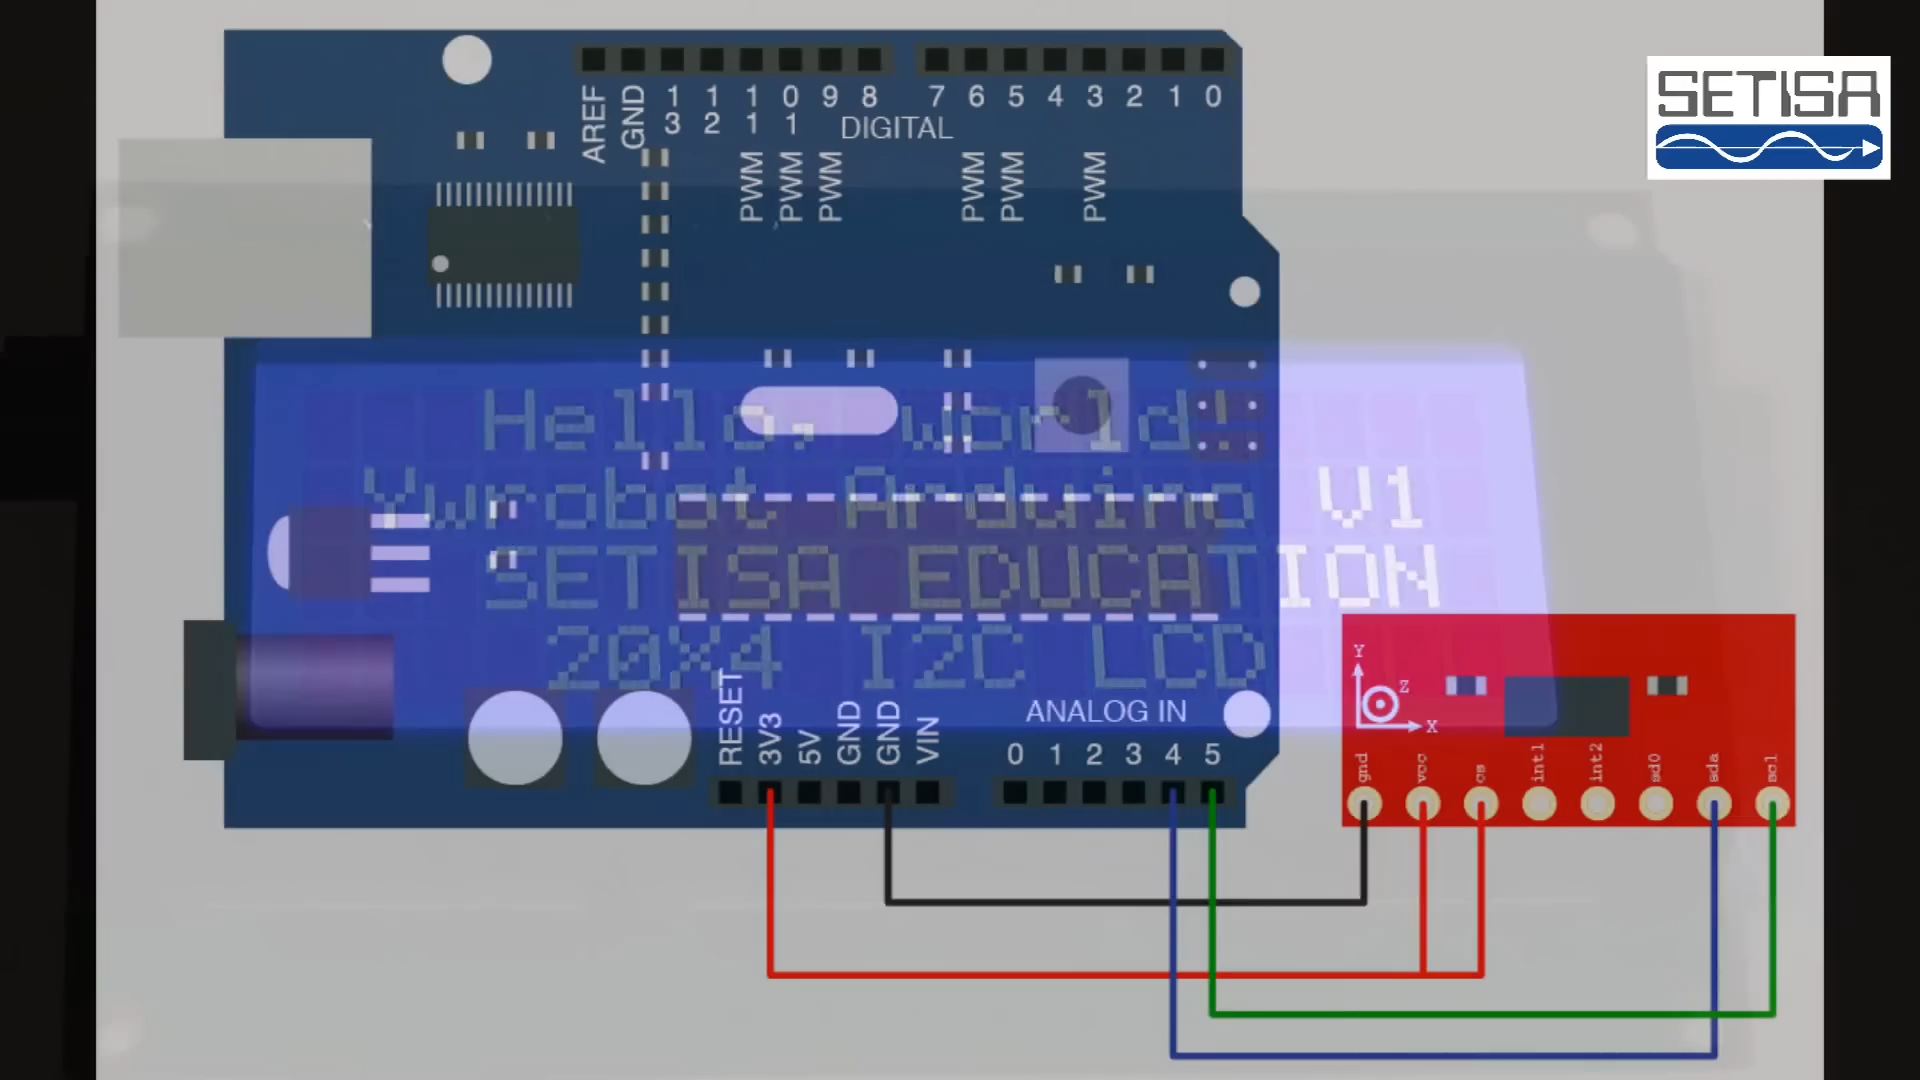 SETISA
AREF GND 13 12 11 01 9 8 7 6 5 4 3 2 1 0
DIGITAL
PWM PWM PWM PWM PWM PWM
Hello, world!
Ywrobot Arduino V1
SETISA EDUCATION
20X4 I2C LCD
RESET 3V3 5V GND GND VIN
ANALOG IN
0 1 2 3 4 5
Y
Z
X
gnd vcc cs int1 int2 sd0 sda scl